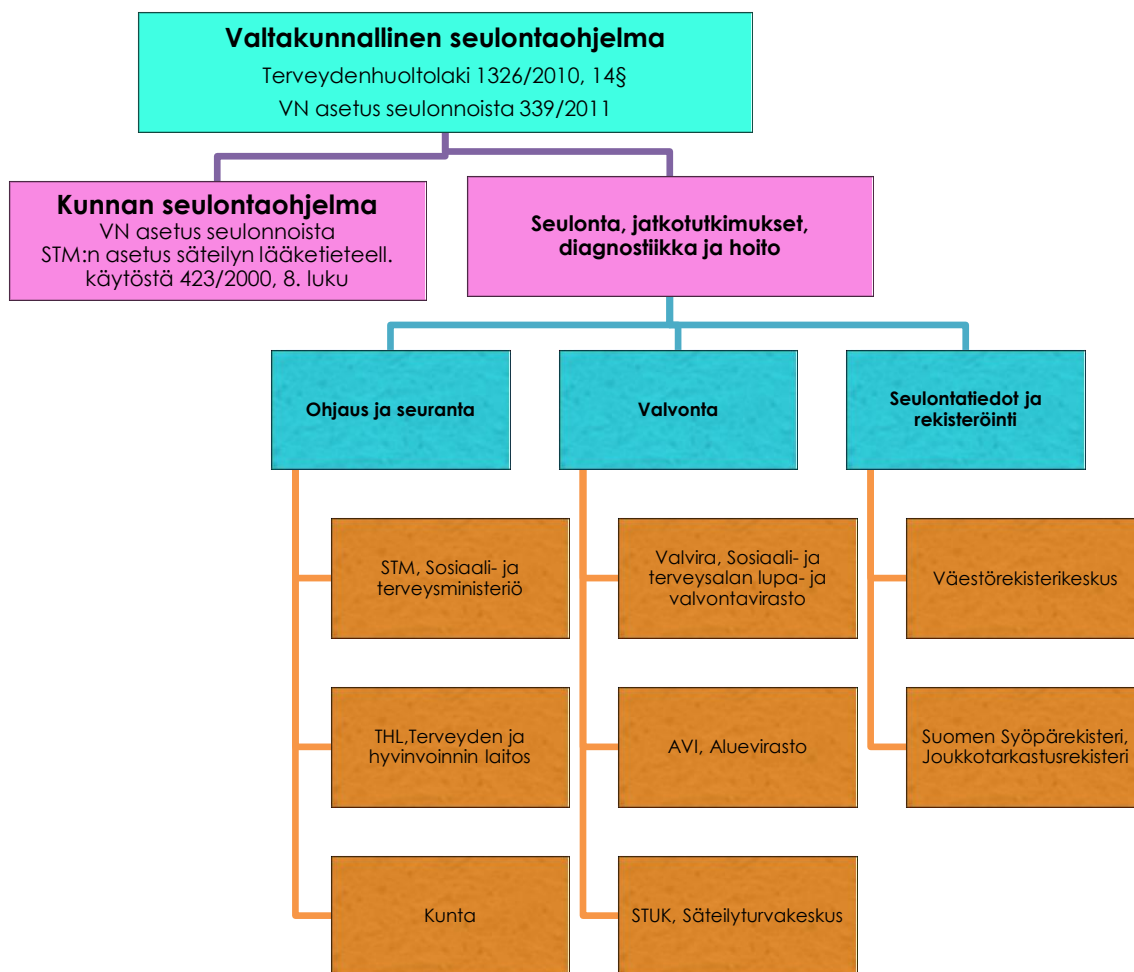 Valtakunnallinen seulontaohjelma
Terveydenhuoltolaki 1326/2010, 14§
VN asetus seulonnoista 339/2011
Kunnan seulontaohjelma
VN asetus seulonnoista
STM:n asetus säteilyn lääketieteell.
käytöstä 423/2000, 8. luku
Seulonta, jatkotutkimukset,
diagnostiikka ja hoito
Ohjaus ja seuranta
Valvonta
Seulontatiedot ja
rekisteröinti
STM, Sosiaali- ja
terveysministeriö
Valvira, Sosiaali- ja
terveysalan lupa- ja
valvontavirasto
Väestörekisterikeskus
THL,Terveyden ja
hyvinvoinnin laitos
AVI, Aluevirasto
Suomen Syöpärekisteri,
Joukkotarkastusrekisteri
Kunta
STUK, Säteilyturvakeskus